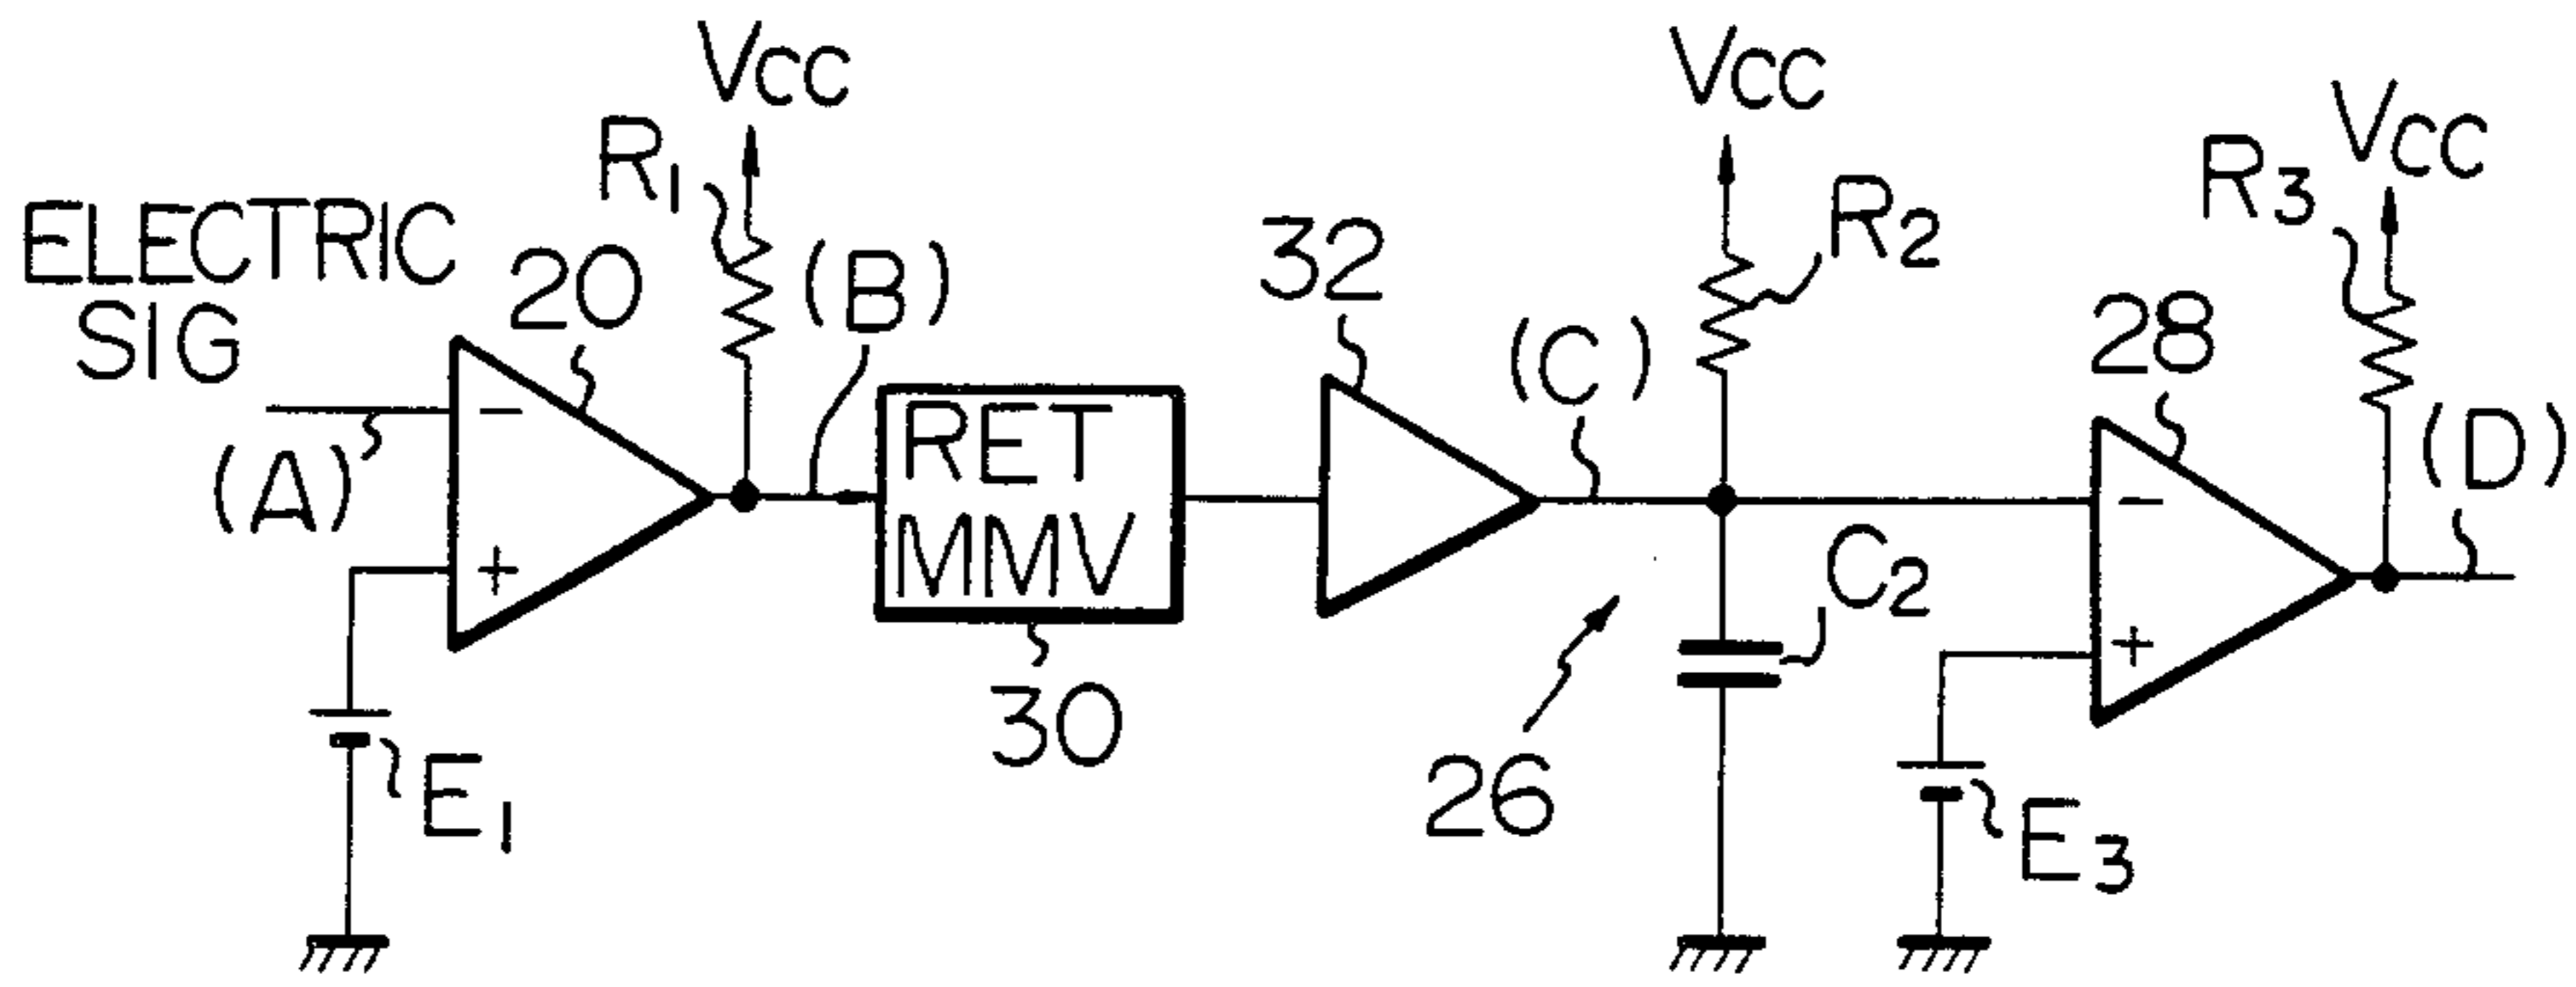 ELECTRIC
SIG
(A)
20
−
+
E1
R1
Vcc
(B)
RET
MMV
30
32
(C)
26
Vcc
R2
C2
28
−
+
E3
R3
Vcc
(D)